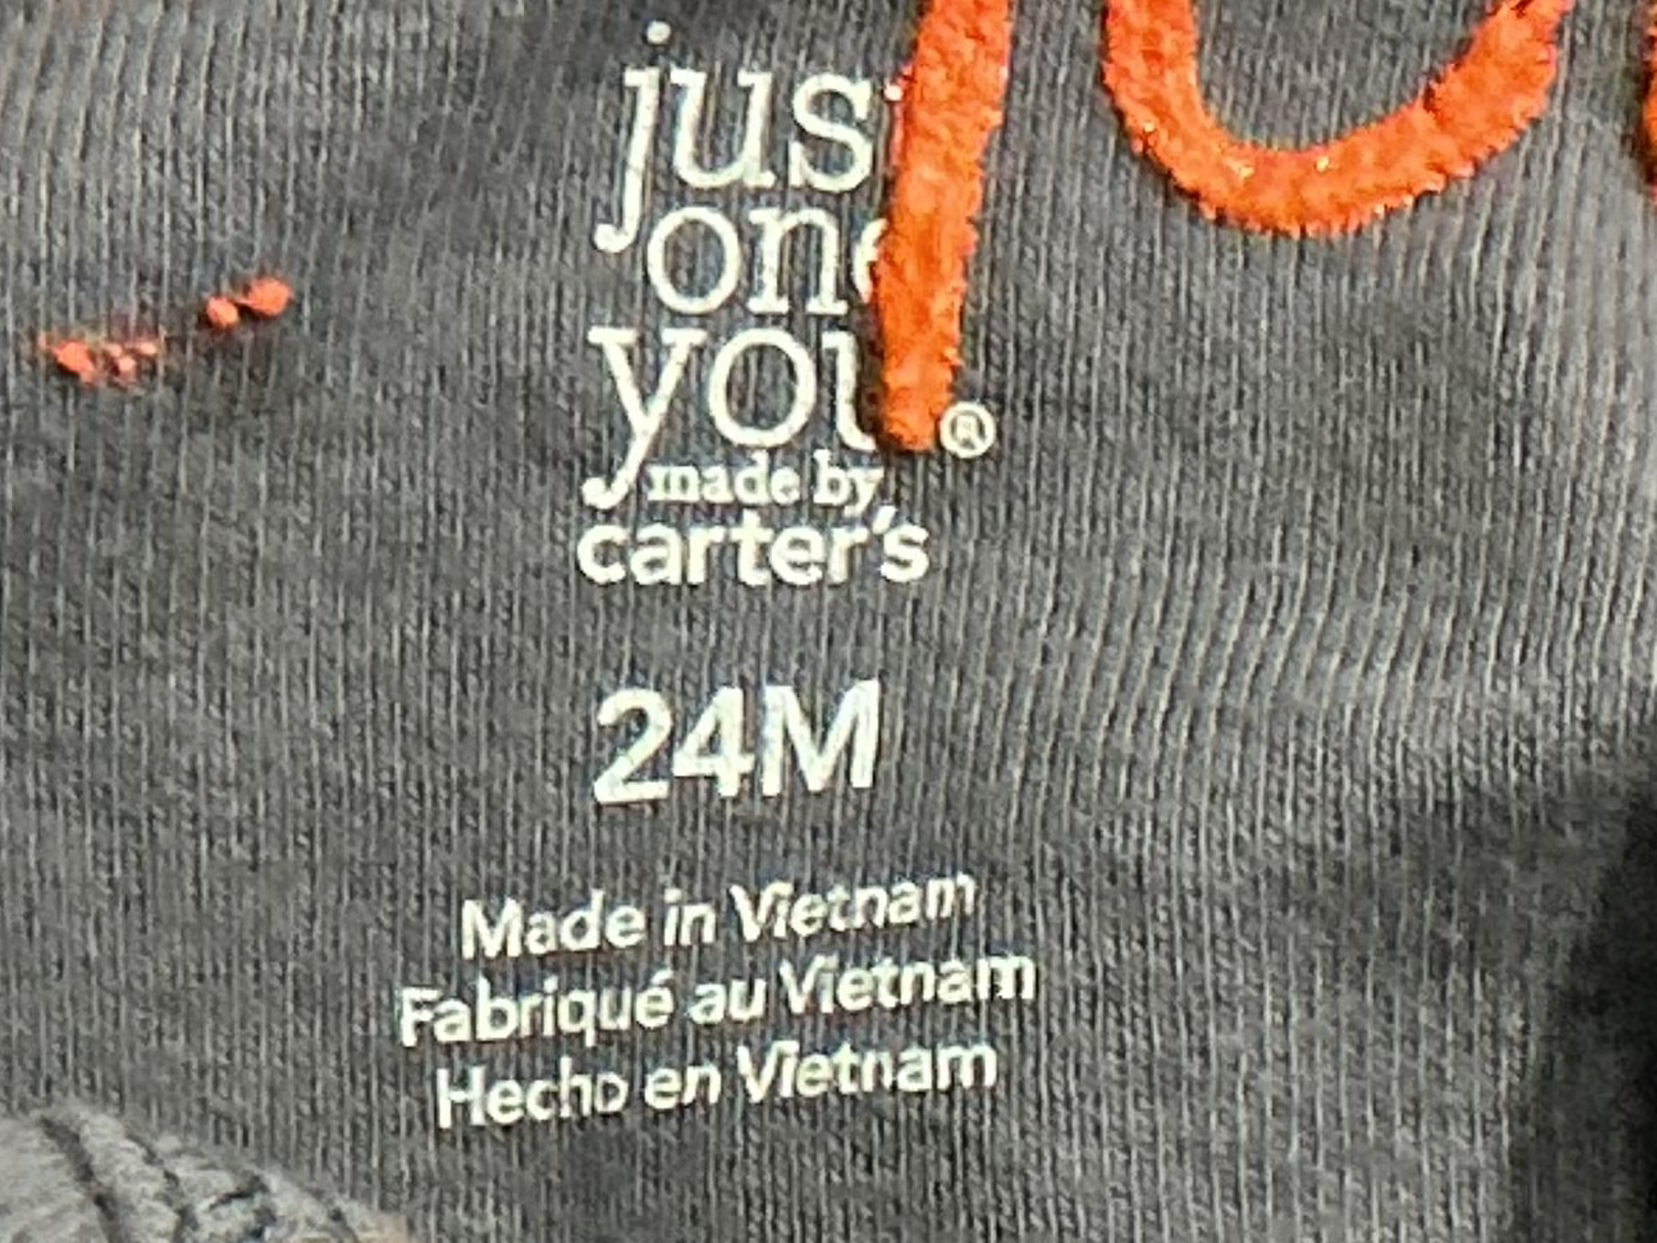 jus
one
you®
made by
carter's
24M
Made in Vietnam
Fabriqué au Vietnam
Hecho en Vietnam